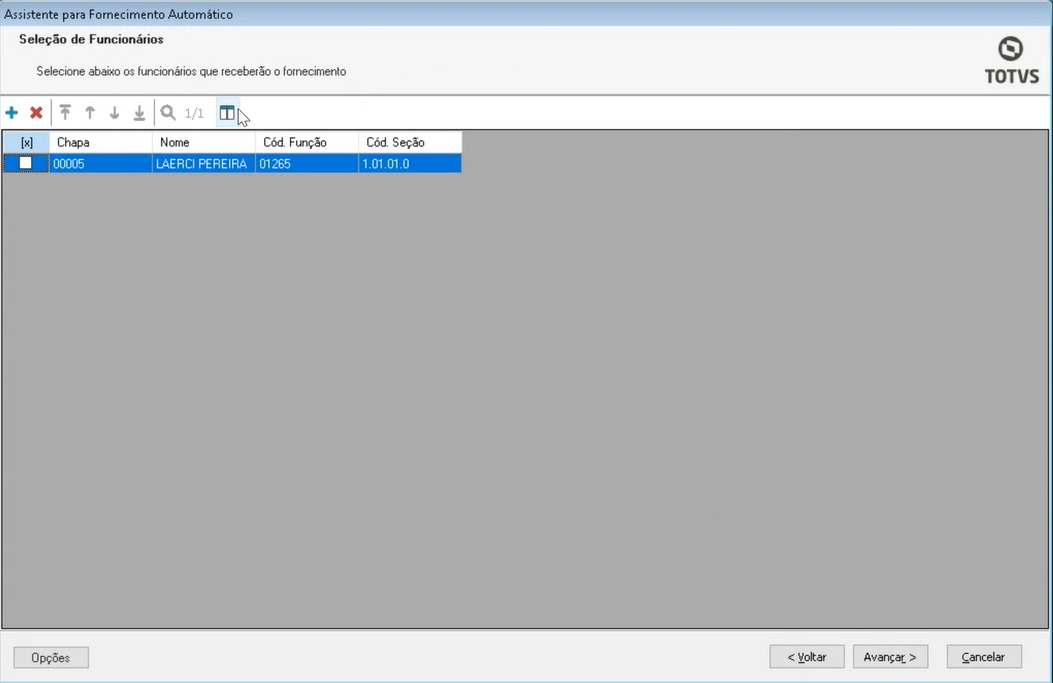 Assistente para Fornecimento Automático
Seleção de Funcionários
Selecione abaixo os funcionários que receberão o fornecimento
TOTVS
1/1
[x] Chapa Nome Cód. Função Cód. Seção
00005 LAERCI PEREIRA 01265 1.01.01.0
Opções < Voltar Avançar > Cancelar